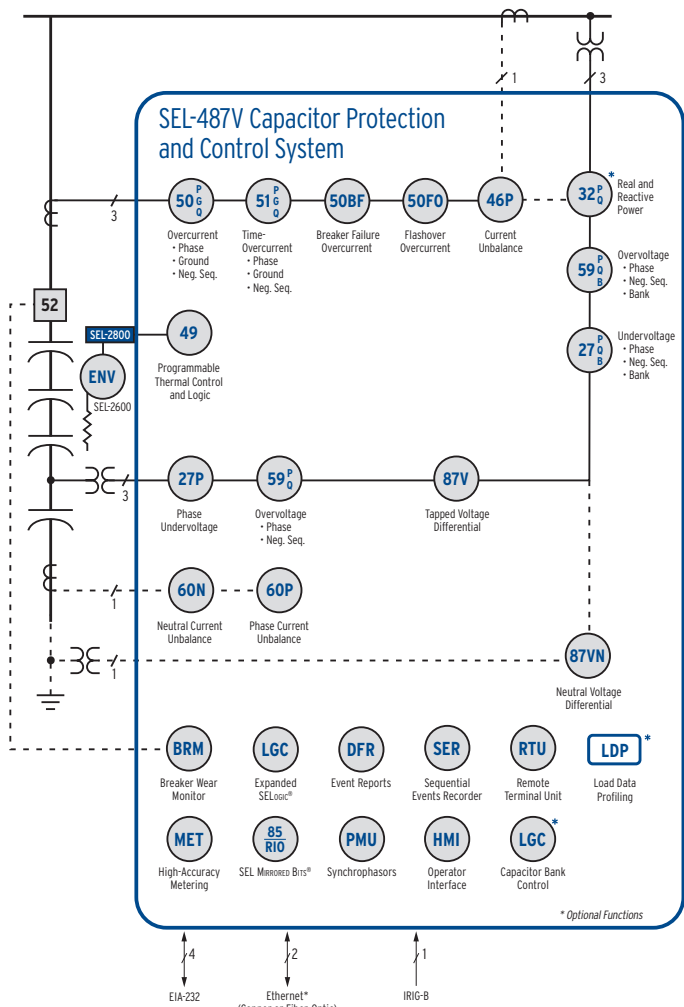 1
3
SEL-487V Capacitor Protection
and Control System
3
50 P G Q
51 P G Q
50BF
50FO
46P
32 P Q *
Real and
Reactive
Power
Overcurrent
• Phase
• Ground
• Neg. Seq.
Time-
Overcurrent
• Phase
• Ground
• Neg. Seq.
Breaker Failure
Overcurrent
Flashover
Overcurrent
Current
Unbalance
59 P Q B
Overvoltage
• Phase
• Neg. Seq.
• Bank
52
SEL-2800
49
Programmable
Thermal Control
and Logic
ENV
SEL-2600
27 P Q B
Undervoltage
• Phase
• Neg. Seq.
• Bank
3
27P
Phase
Undervoltage
59 P Q
Overvoltage
• Phase
• Neg. Seq.
87V
Tapped Voltage
Differential
1
60N
Neutral Current
Unbalance
60P
Phase Current
Unbalance
1
87VN
Neutral Voltage
Differential
BRM
Breaker Wear
Monitor
LGC
Expanded
SELOGIC®
DFR
Event Reports
SER
Sequential
Events Recorder
RTU
Remote
Terminal Unit
LDP *
Load Data
Profiling
MET
High-Accuracy
Metering
85
RIO
SEL MIRRORED BITS®
PMU
Synchrophasors
HMI
Operator
Interface
LGC *
Capacitor Bank
Control
* Optional Functions
4
EIA-232
2
Ethernet*
(Copper or Fiber Optic)
1
IRIG-B